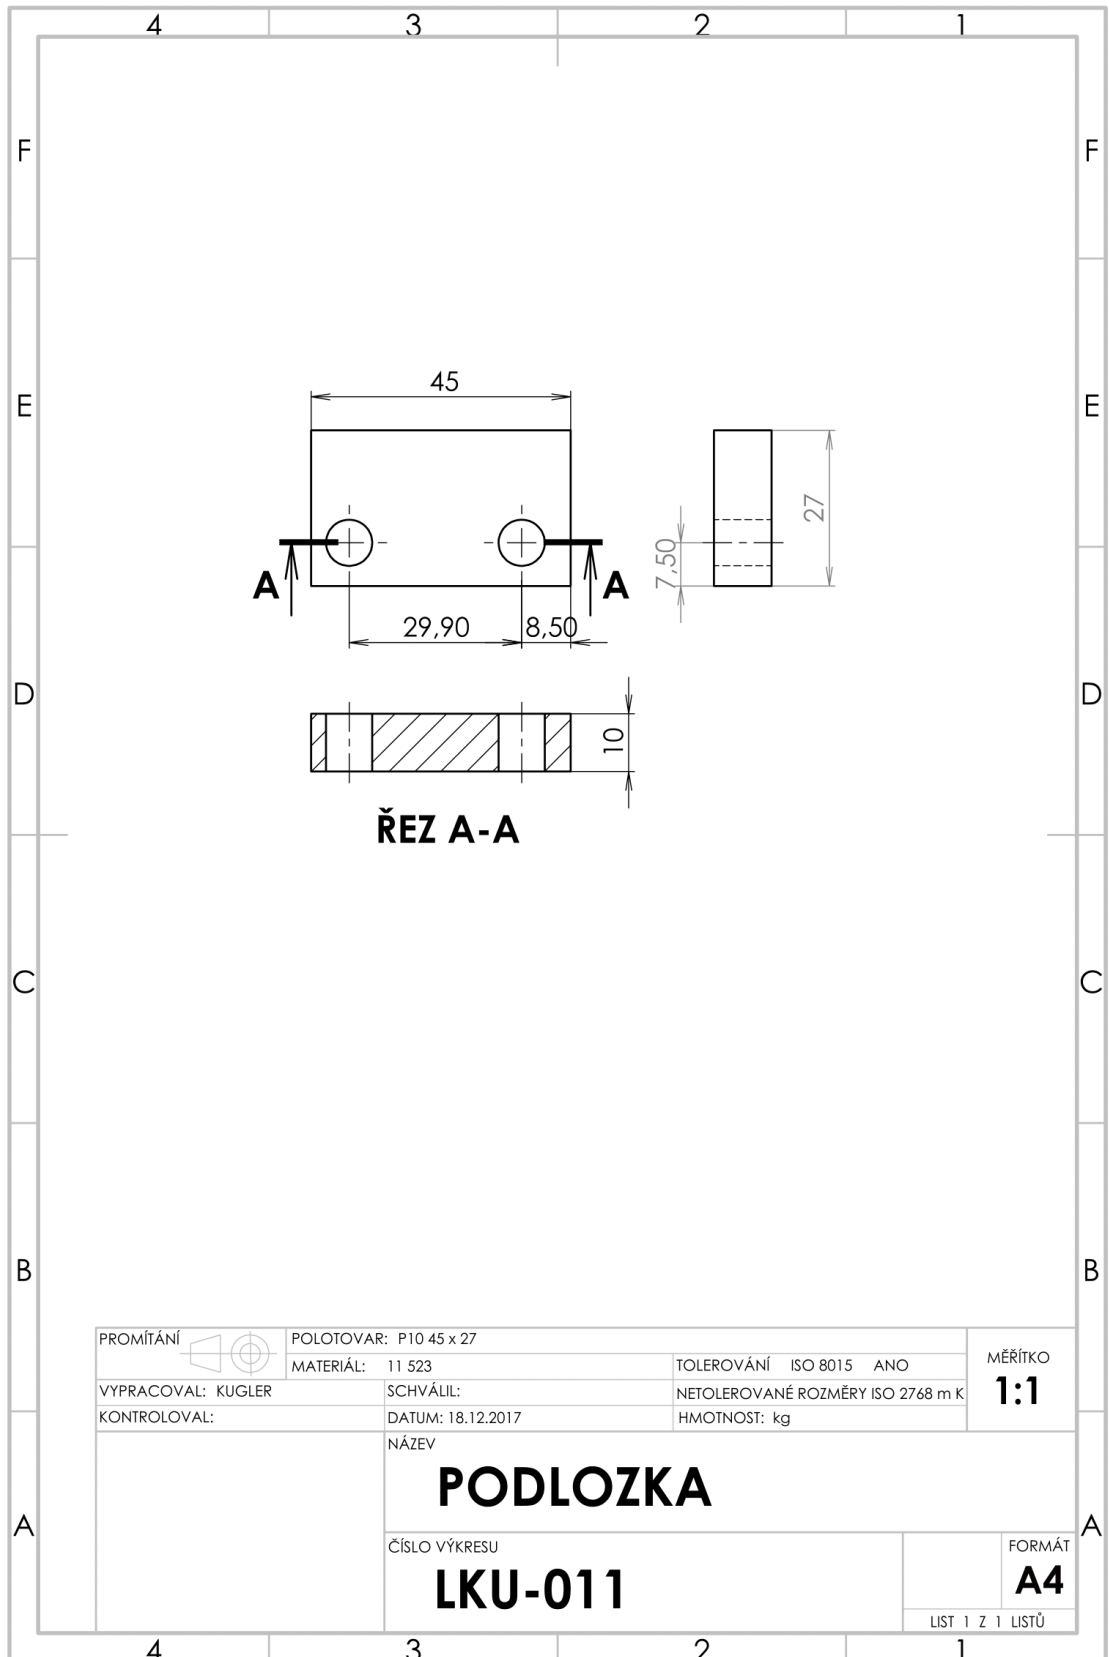 4 3 2 1
F F
45
E E
27
7,50
A A
29,90 8,50
D D
10
ŘEZ A-A
C C
B B
PROMÍTÁNÍ POLOTOVAR: P10 45 x 27
MĚŘÍTKO
MATERIÁL: 11 523 TOLEROVÁNÍ ISO 8015 ANO
1:1
VYPRACOVAL: KUGLER SCHVÁLIL: NETOLEROVANÉ ROZMĚRY ISO 2768 m K
KONTROLOVAL: DATUM: 18.12.2017 HMOTNOST: kg
NÁZEV
PODLOZKA
A A
ČÍSLO VÝKRESU FORMÁT
LKU-011 A4
LIST 1 Z 1 LISTŮ
4 3 2 1